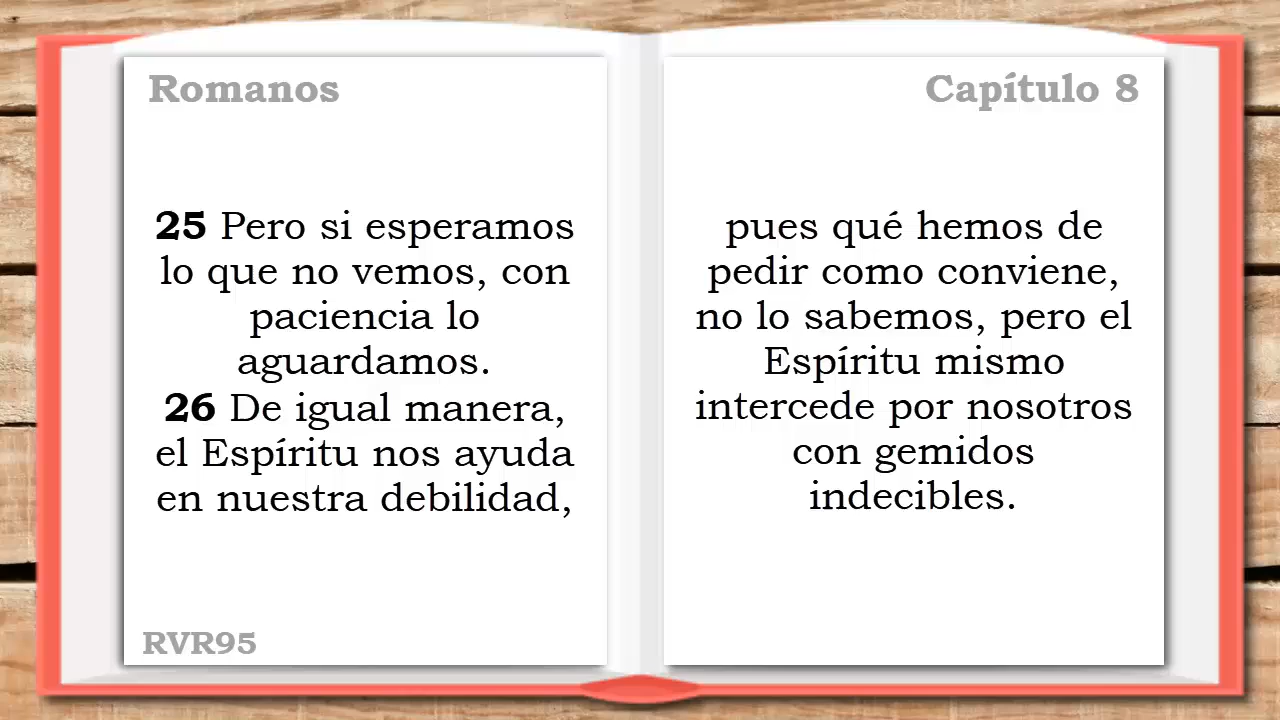 Romanos
25 Pero si esperamos
lo que no vemos, con
paciencia lo
aguardamos.
26 De igual manera,
el Espíritu nos ayuda
en nuestra debilidad,
RVR95
Capítulo 8
pues qué hemos de
pedir como conviene,
no lo sabemos, pero el
Espíritu mismo
intercede por nosotros
con gemidos
indecibles.